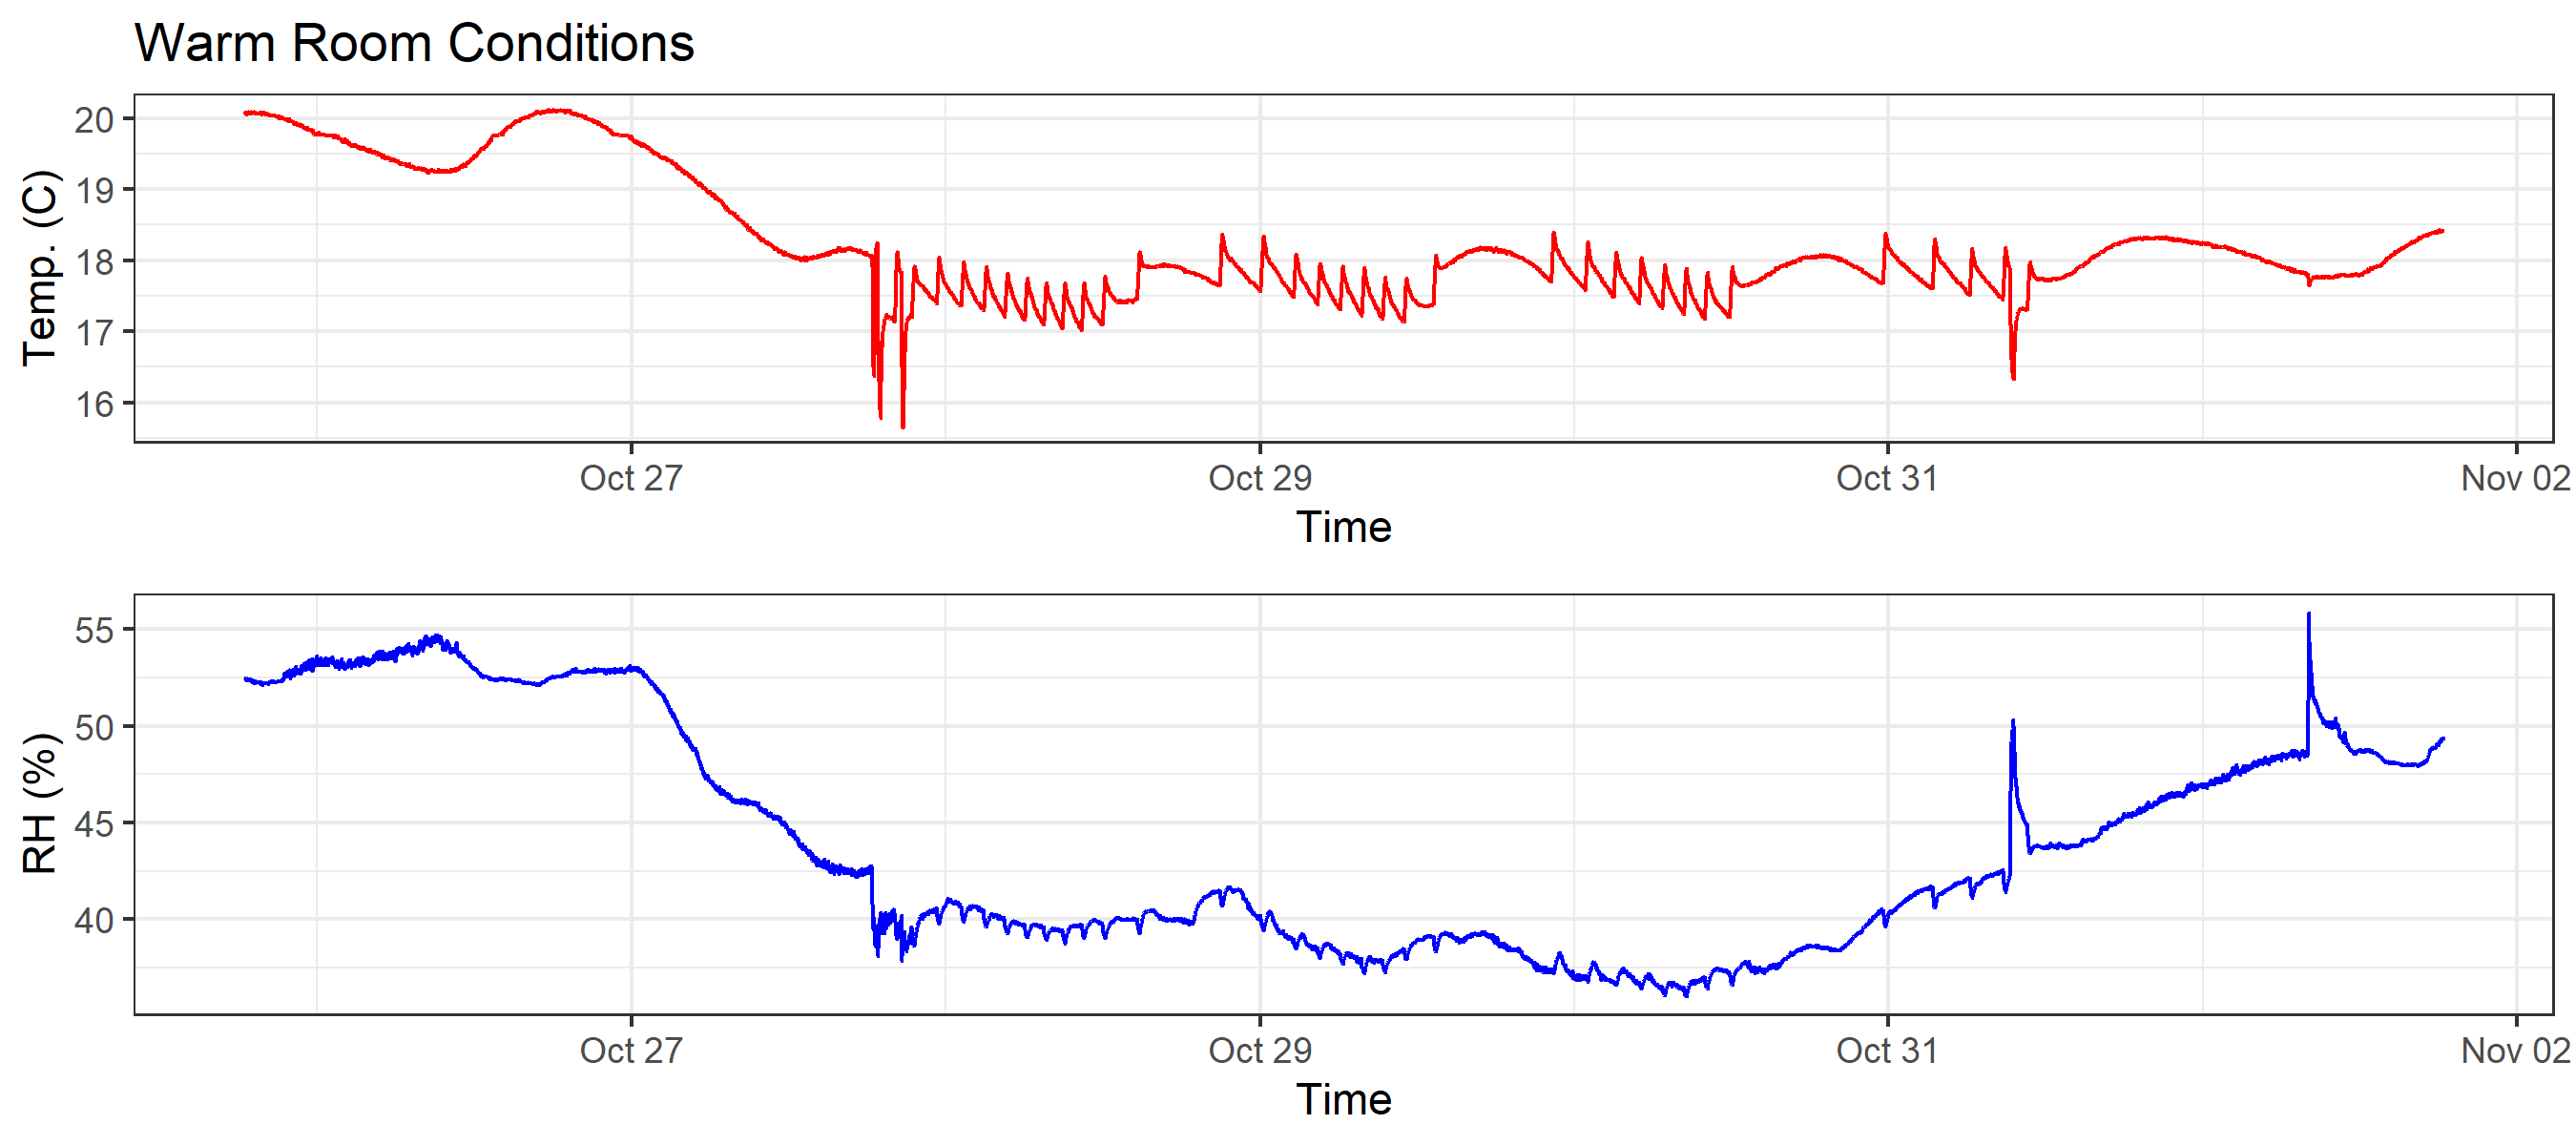 Warm Room Conditions
Temp. (C)
20
19
18
17
16
Oct 27 Oct 29 Oct 31 Nov 02
Time
RH (%)
55
50
45
40
Oct 27 Oct 29 Oct 31 Nov 02
Time